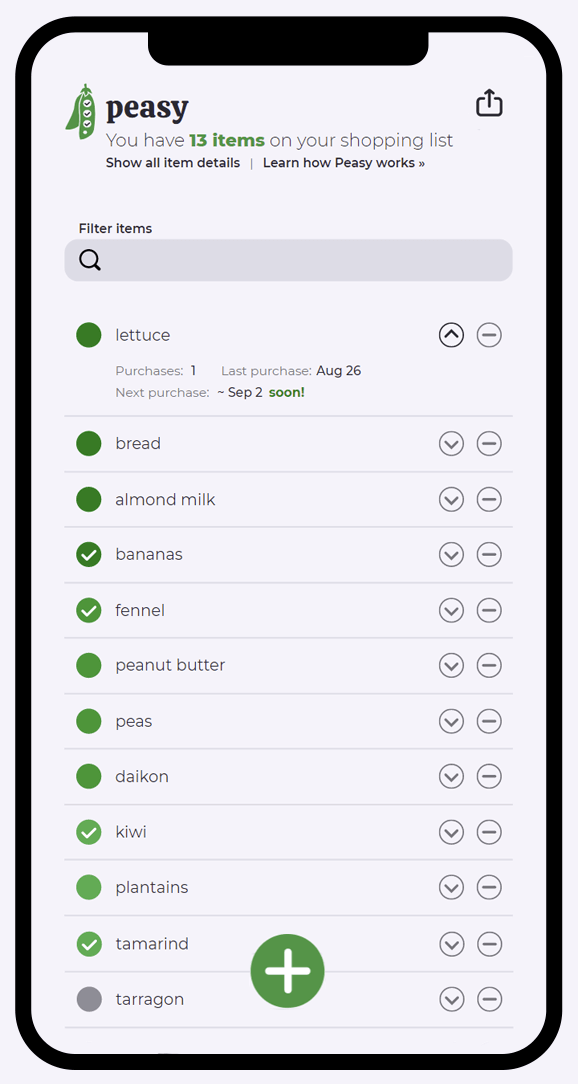 peasy
You have 13 items on your shopping list
Show all item details | Learn how Peasy works »
Filter items
lettuce
Purchases: 1 Last purchase: Aug 26
Next purchase: ~ Sep 2 soon!
bread
almond milk
bananas
fennel
peanut butter
peas
daikon
kiwi
plantains
tamarind
tarragon